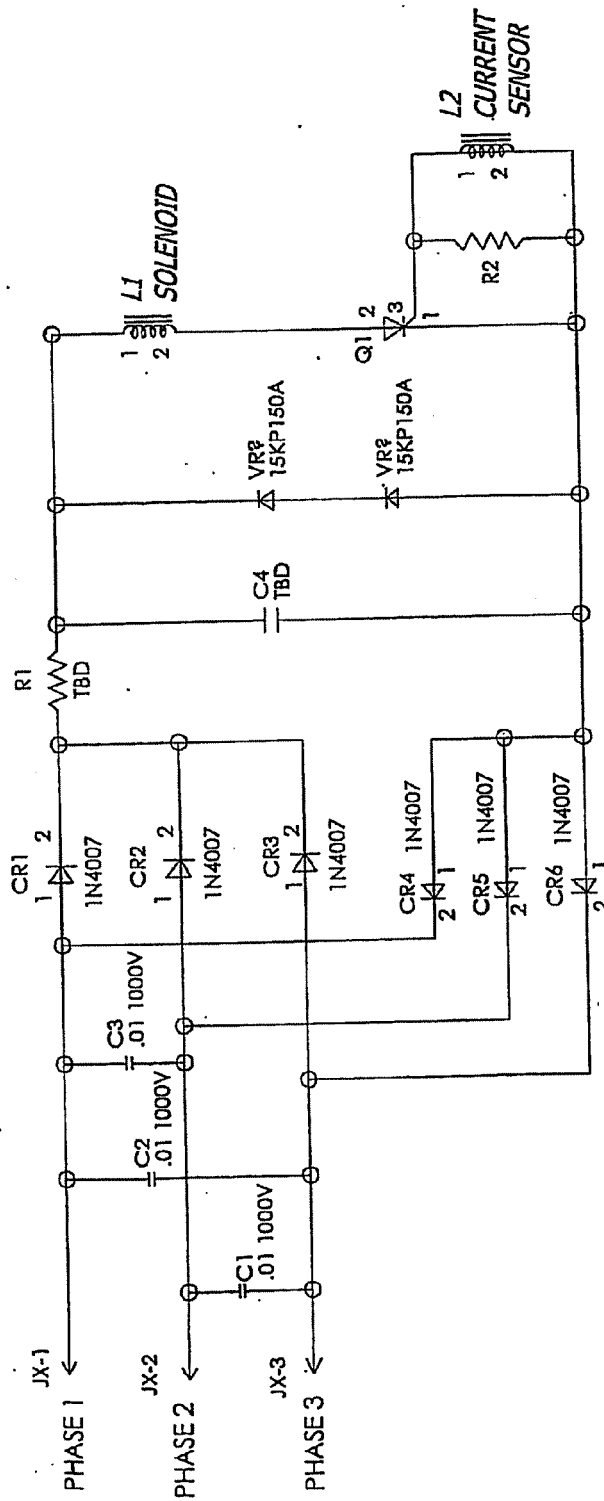 JX-1
PHASE 1
JX-2
PHASE 2
JX-3
PHASE 3
C1
.01 1000V
C2
.01 1000V
C3
.01 1000V
CR1
1 2
1N4007
CR2
1 2
1N4007
CR3
1 2
1N4007
CR4
1N4007
2 1
CR5
1N4007
2 1
CR6
1N4007
2 1
R1
TBD
C4
TBD
VR?
15KP150A
VR?
15KP150A
L1
SOLENOID
1
2
Q1
2
3
1
R2
L2
CURRENT
SENSOR
1
2